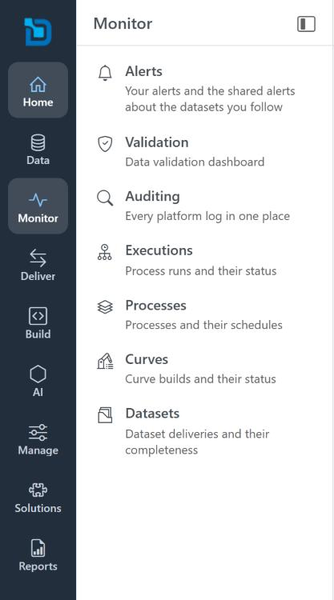 Monitor
Home
Data
Monitor
Deliver
Build
AI
Manage
Solutions
Reports
Alerts
Your alerts and the shared alerts
about the datasets you follow
Validation
Data validation dashboard
Auditing
Every platform log in one place
Executions
Process runs and their status
Processes
Processes and their schedules
Curves
Curve builds and their status
Datasets
Dataset deliveries and their
completeness